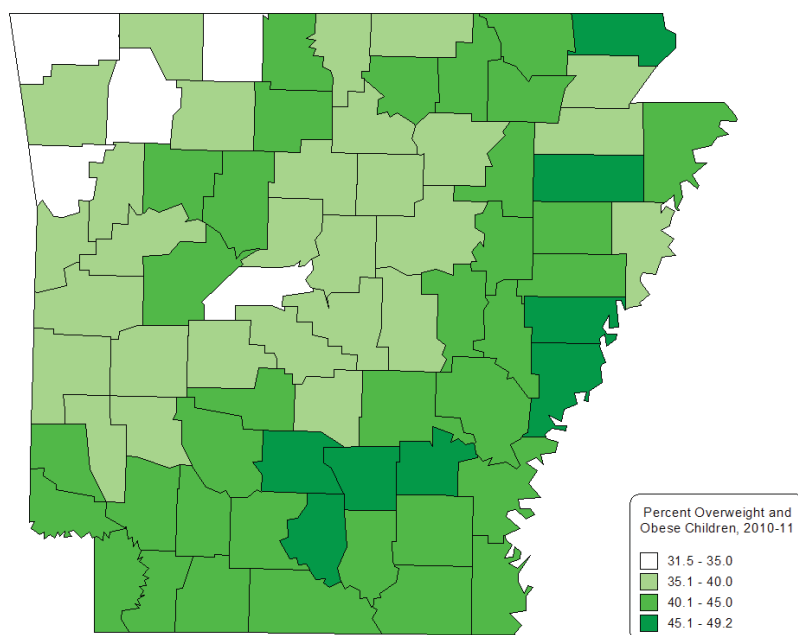 Percent Overweight and
Obese Children, 2010-11
31.5 - 35.0
35.1 - 40.0
40.1 - 45.0
45.1 - 49.2